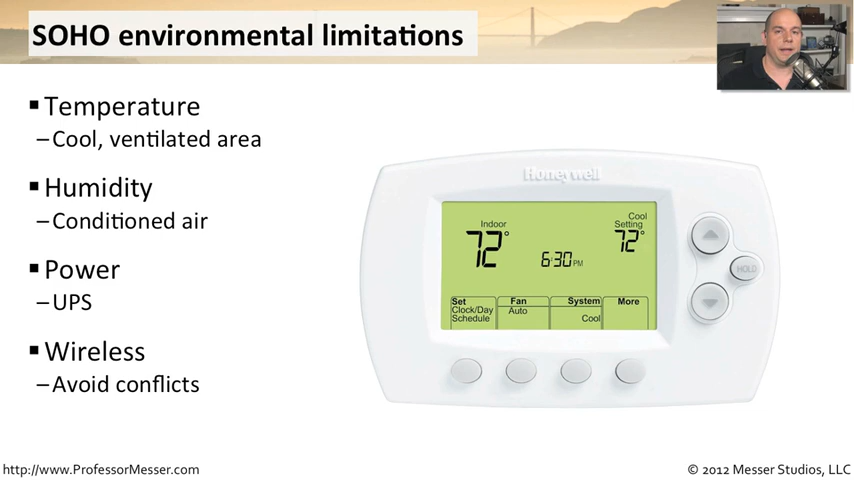 SOHO environmental limitations
▪Temperature
–Cool, ventilated area
▪Humidity
–Conditioned air
▪Power
–UPS
▪Wireless
–Avoid conflicts
Honeywell
Indoor
72°
6:30 PM
Cool
Setting
72°
HOLD
Set
Clock/Day
Schedule
Fan
Auto
System
Cool
More
http://www.ProfessorMesser.com
© 2012 Messer Studios, LLC